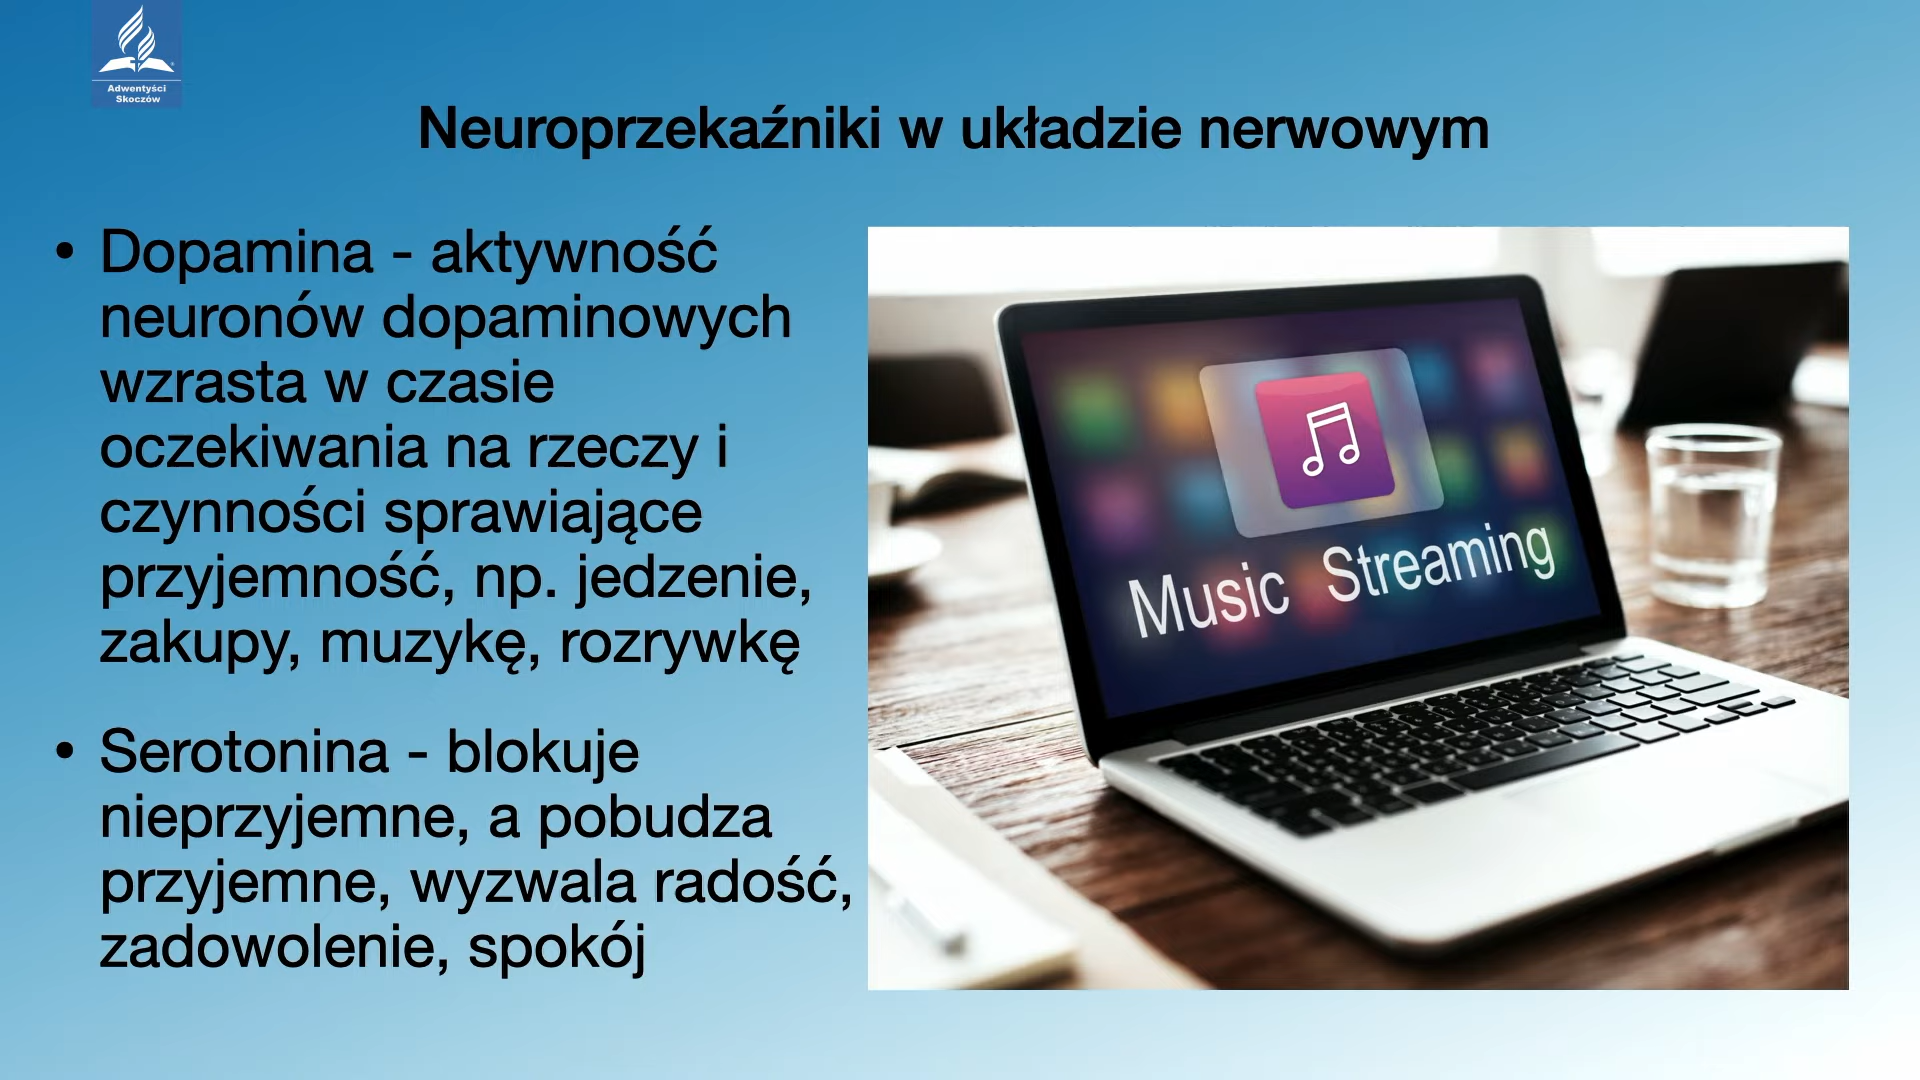 Adwentyści
Skoczów
Neuroprzekaźniki w układzie nerwowym
• Dopamina - aktywność
neuronów dopaminowych
wzrasta w czasie
oczekiwania na rzeczy i
czynności sprawiające
przyjemność, np. jedzenie,
zakupy, muzykę, rozrywkę
• Serotonina - blokuje
nieprzyjemne, a pobudza
przyjemne, wyzwala radość,
zadowolenie, spokój
Music Streaming